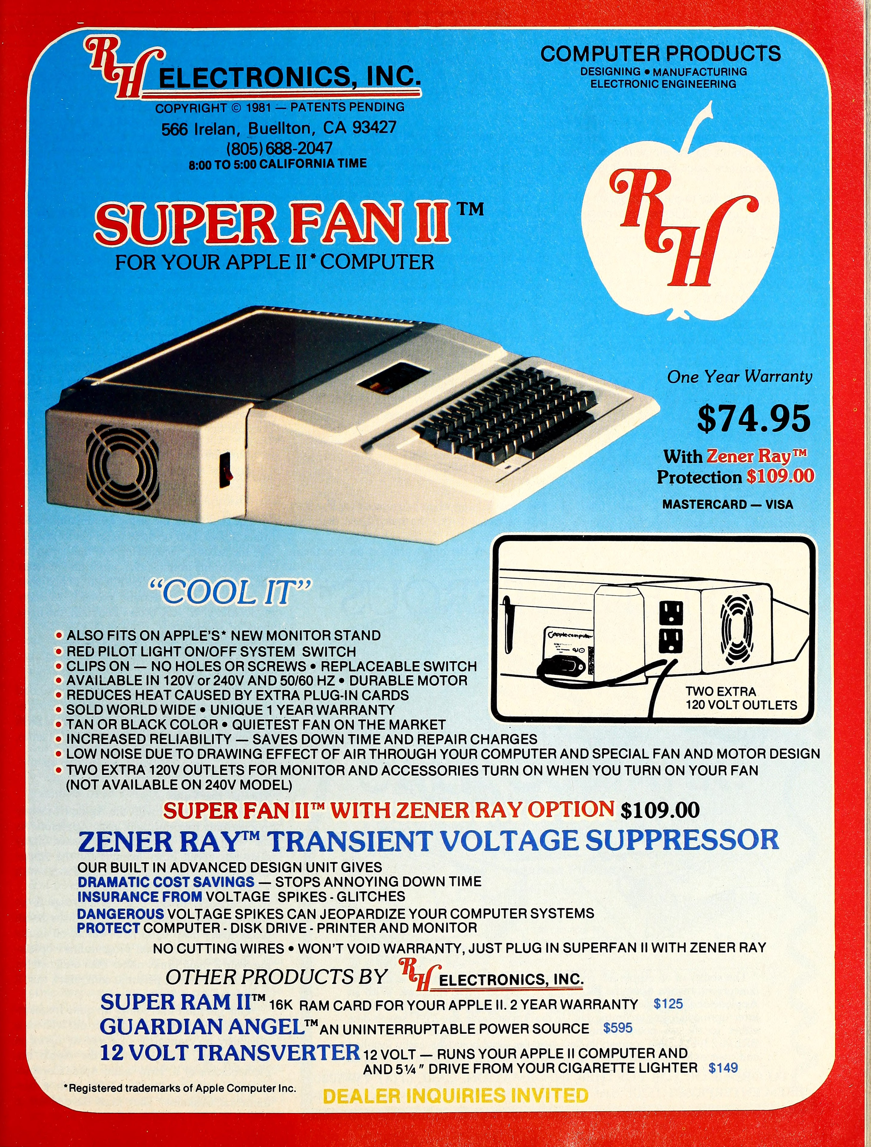 RH ELECTRONICS, INC.
COPYRIGHT © 1981 — PATENTS PENDING
566 Irelan, Buellton, CA 93427
(805) 688-2047
8:00 TO 5:00 CALIFORNIA TIME
COMPUTER PRODUCTS
DESIGNING • MANUFACTURING
ELECTRONIC ENGINEERING
RH
SUPER FAN II™
FOR YOUR APPLE II* COMPUTER
One Year Warranty
$74.95
With Zener Ray™
Protection $109.00
MASTERCARD — VISA
"COOL IT"
• ALSO FITS ON APPLE'S* NEW MONITOR STAND
• RED PILOT LIGHT ON/OFF SYSTEM SWITCH
• CLIPS ON — NO HOLES OR SCREWS • REPLACEABLE SWITCH
• AVAILABLE IN 120V or 240V AND 50/60 HZ • DURABLE MOTOR
• REDUCES HEAT CAUSED BY EXTRA PLUG-IN CARDS
• SOLD WORLD WIDE • UNIQUE 1 YEAR WARRANTY
• TAN OR BLACK COLOR • QUIETEST FAN ON THE MARKET
• INCREASED RELIABILITY — SAVES DOWN TIME AND REPAIR CHARGES
• LOW NOISE DUE TO DRAWING EFFECT OF AIR THROUGH YOUR COMPUTER AND SPECIAL FAN AND MOTOR DESIGN
• TWO EXTRA 120V OUTLETS FOR MONITOR AND ACCESSORIES TURN ON WHEN YOU TURN ON YOUR FAN
(NOT AVAILABLE ON 240V MODEL)
apple computer
TWO EXTRA
120 VOLT OUTLETS
SUPER FAN II™ WITH ZENER RAY OPTION $109.00
ZENER RAY™ TRANSIENT VOLTAGE SUPPRESSOR
OUR BUILT IN ADVANCED DESIGN UNIT GIVES
DRAMATIC COST SAVINGS — STOPS ANNOYING DOWN TIME
INSURANCE FROM VOLTAGE SPIKES - GLITCHES
DANGEROUS VOLTAGE SPIKES CAN JEOPARDIZE YOUR COMPUTER SYSTEMS
PROTECT COMPUTER - DISK DRIVE - PRINTER AND MONITOR
NO CUTTING WIRES • WON'T VOID WARRANTY, JUST PLUG IN SUPERFAN II WITH ZENER RAY
OTHER PRODUCTS BY RH ELECTRONICS, INC.
SUPER RAM II™ 16K RAM CARD FOR YOUR APPLE II. 2 YEAR WARRANTY $125
GUARDIAN ANGEL™ AN UNINTERRUPTABLE POWER SOURCE $595
12 VOLT TRANSVERTER 12 VOLT — RUNS YOUR APPLE II COMPUTER AND
AND 5¼" DRIVE FROM YOUR CIGARETTE LIGHTER $149
*Registered trademarks of Apple Computer Inc.
DEALER INQUIRIES INVITED